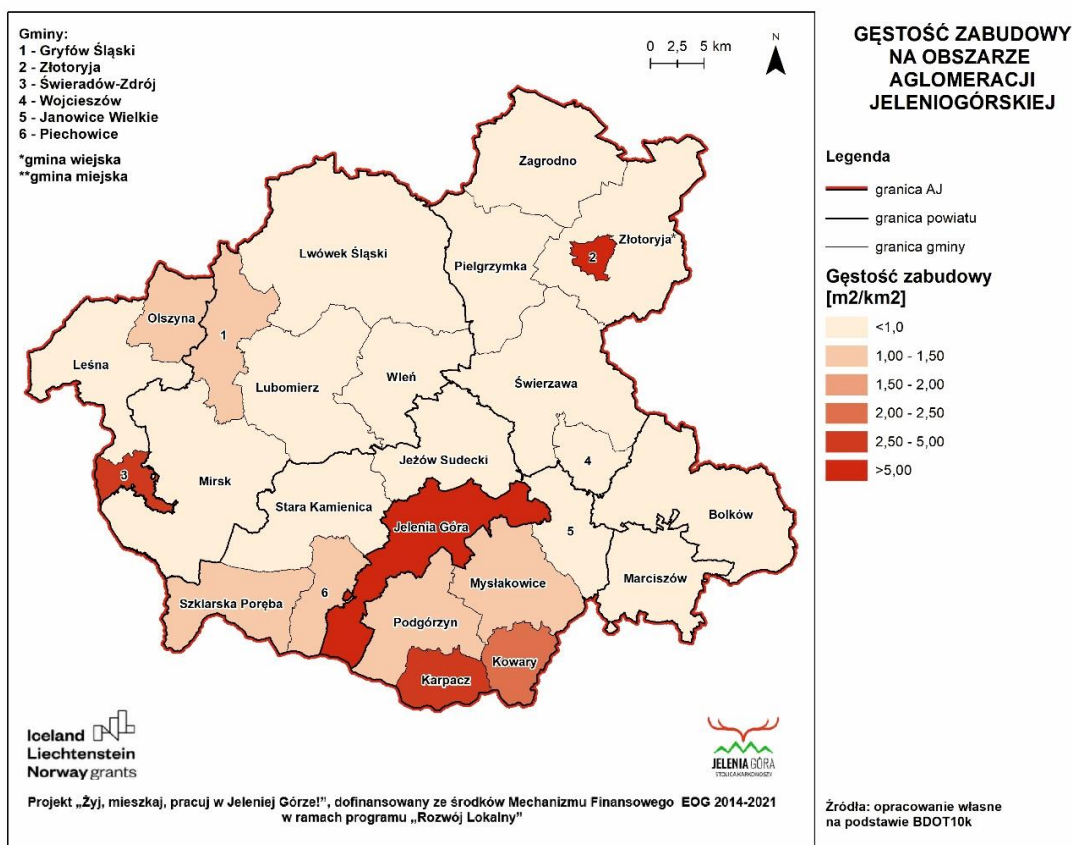 Gminy:
1 - Gryfów Śląski
2 - Złotoryja
3 - Świeradów-Zdrój
4 - Wojcieszów
5 - Janowice Wielkie
6 - Piechowice
*gmina wiejska
**gmina miejska
0 2,5 5 km
N
GĘSTOŚĆ ZABUDOWY
NA OBSZARZE
AGLOMERACJI
JELENIOGÓRSKIEJ
Legenda
granica AJ
granica powiatu
granica gminy
Gęstość zabudowy
[m2/km2]
<1,0
1,00 - 1,50
1,50 - 2,00
2,00 - 2,50
2,50 - 5,00
>5,00
Zagrodno
Złotoryja*
2
Lwówek Śląski
Pielgrzymka
Olszyna
1
Leśna
Lubomierz
Wleń
Świerzawa
4
Jeżów Sudecki
3
Mirsk
Stara Kamienica
Bolków
Jelenia Góra
5
Marciszów
Mysłakowice
6
Szklarska Poręba
Podgórzyn
Kowary
Karpacz
Iceland
Liechtenstein
Norway grants
JELENIA GÓRA
STOLICA KARKONOSZY
Projekt „Żyj, mieszkaj, pracuj w Jeleniej Górze!”, dofinansowany ze środków Mechanizmu Finansowego EOG 2014-2021
w ramach programu „Rozwój Lokalny”
Źródła: opracowanie własne
na podstawie BDOT10k